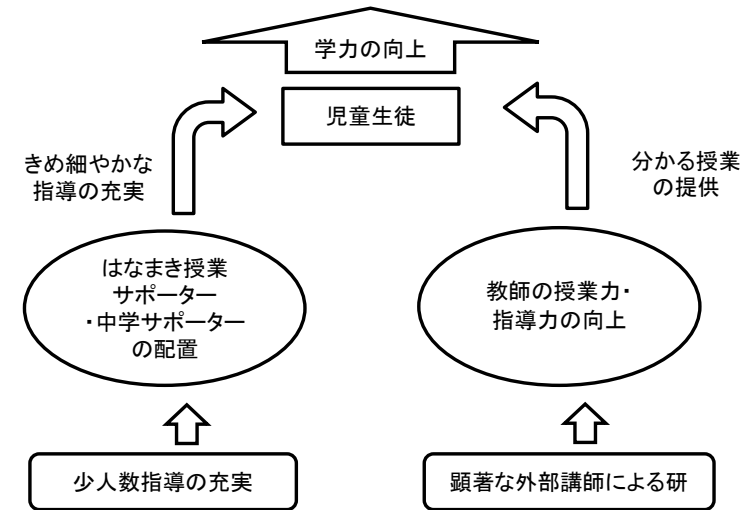 学力の向上
児童生徒
きめ細やかな
指導の充実
分かる授業
の提供
はなまき授業
サポーター
・中学サポーター
の配置
教師の授業力・
指導力の向上
少人数指導の充実
顕著な外部講師による研